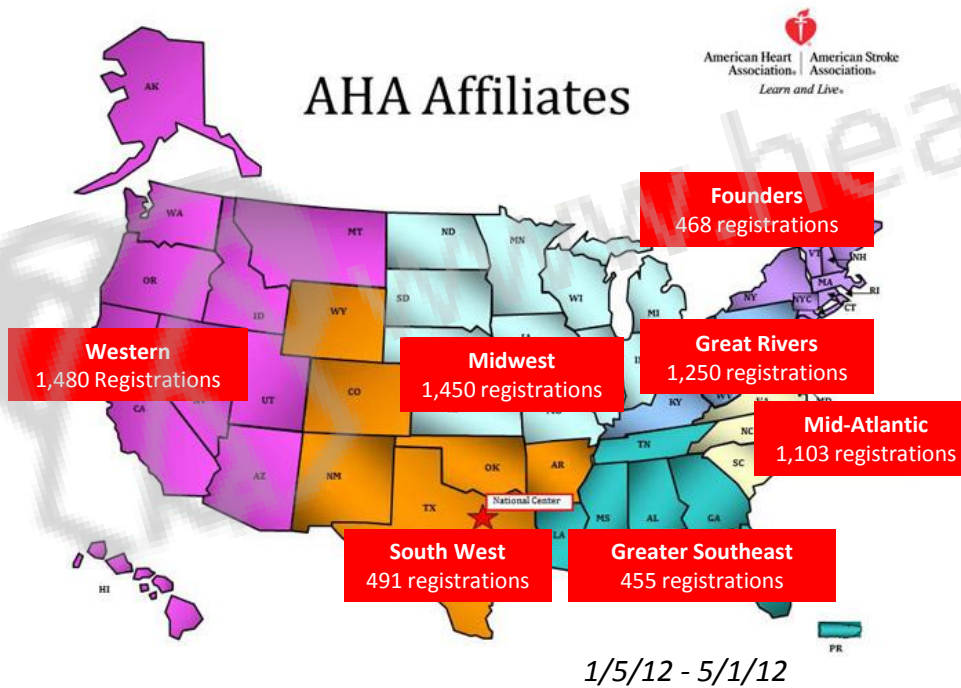 American Heart | American Stroke
Association® | Association®
Learn and Live®
AHA Affiliates
www.hea
AK
WA
MT
ND
MN
OR
ID
WY
SD
WI
MI
NY
VT
NH
MA
RI
CT
NYC
Founders
468 registrations
Western
1,480 Registrations
Midwest
1,450 registrations
Great Rivers
1,250 registrations
Mid-Atlantic
1,103 registrations
CA
UT
CO
KY
NC
SC
TN
AZ
NM
OK
AR
TX
National Center
LA
MS
AL
GA
South West
491 registrations
Greater Southeast
455 registrations
HI
PR
1/5/12 - 5/1/12